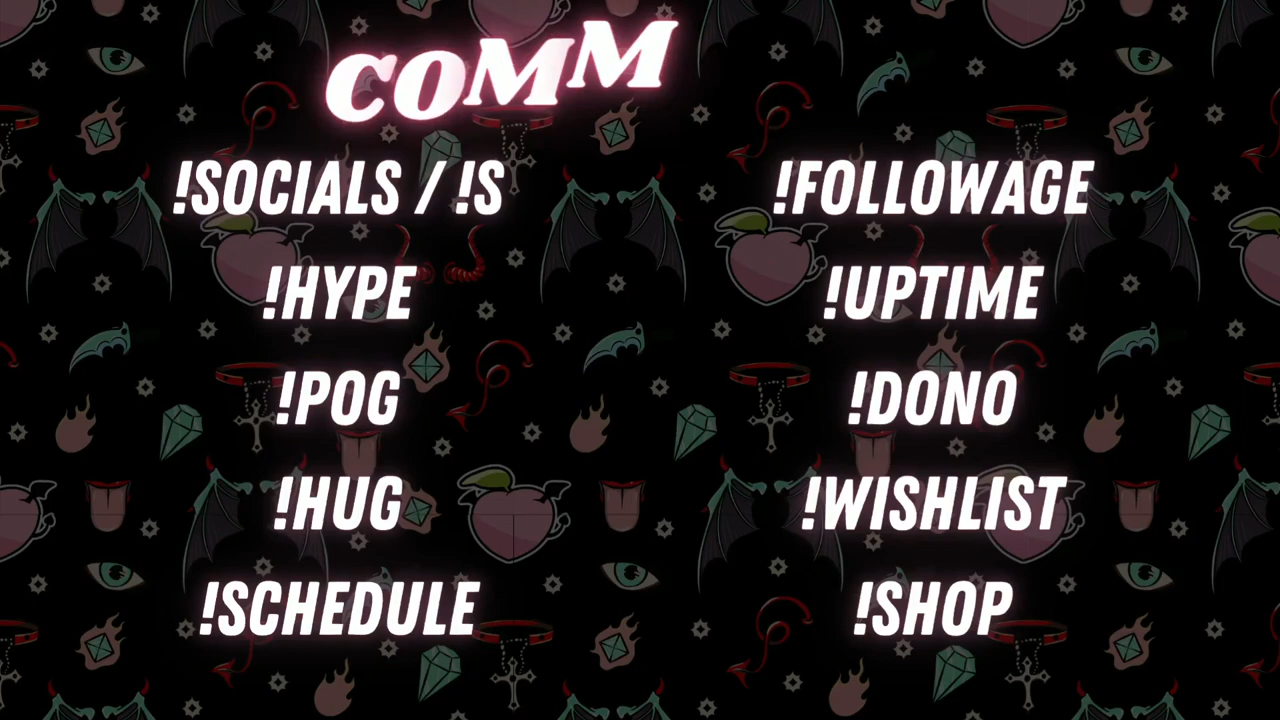 COMM
!SOCIALS / !S
!HYPE
!POG
!HUG
!SCHEDULE
!FOLLOWAGE
!UPTIME
!DONO
!WISHLIST
!SHOP